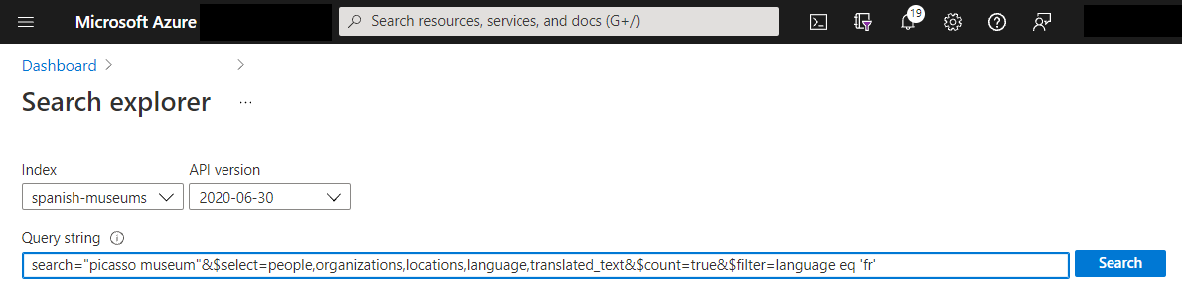 Microsoft Azure
Search resources, services, and docs (G+/)
19
Dashboard
Search explorer
Index
API version
spanish-museums
2020-06-30
Query string
search="picasso museum"&$select=people,organizations,locations,language,translated_text&$count=true&$filter=language eq 'fr'
Search